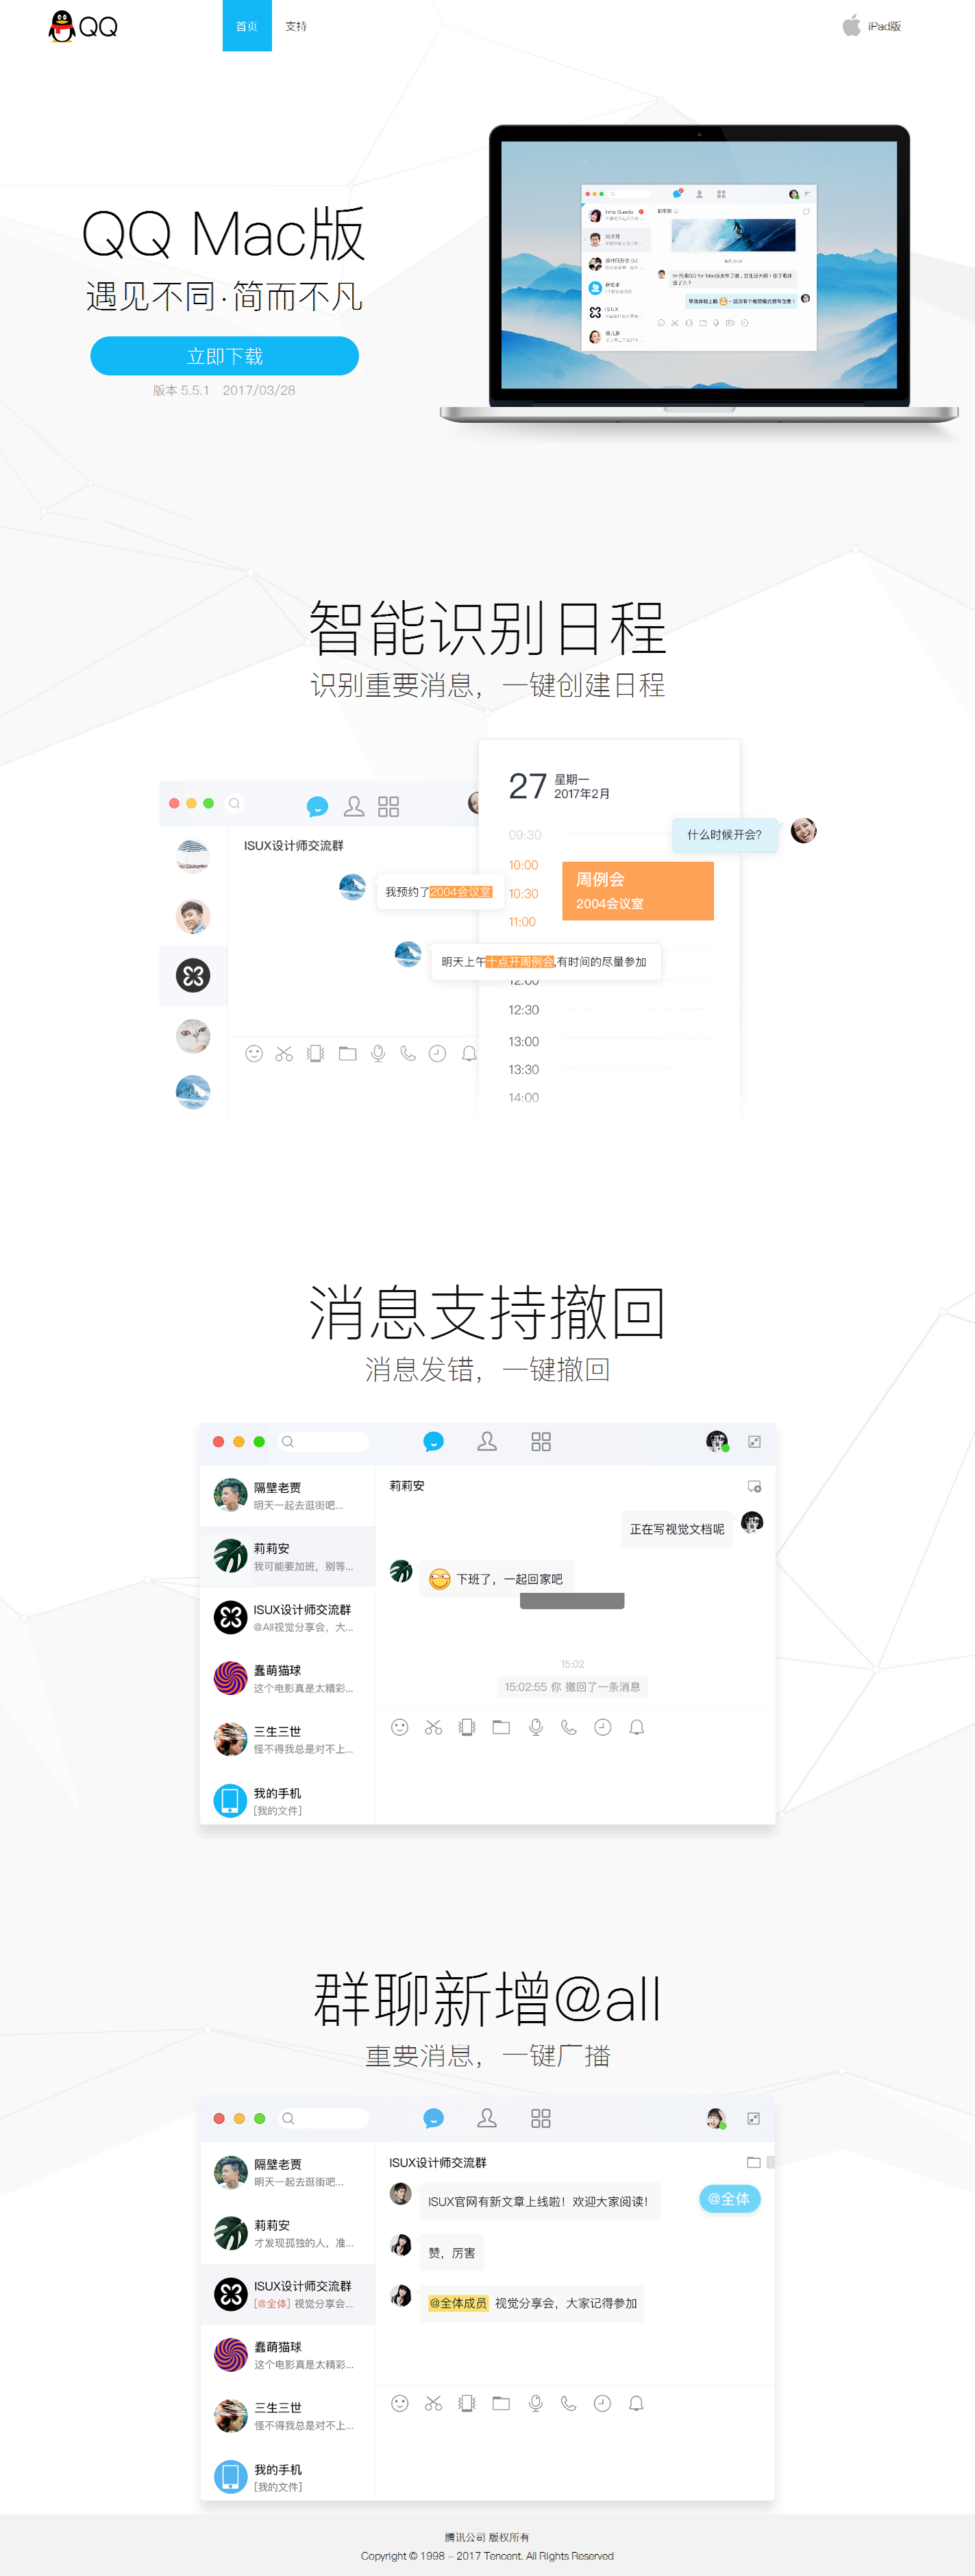 QQ
首页
支持
iPad版
QQ Mac版
遇见不同·简而不凡
立即下载
版本 5.5.1 2017/03/28
智能识别日程
识别重要消息，一键创建日程
27 星期一
2017年2月
09:30
什么时候开会?
ISUX设计师交流群
10:00
周例会
我预约了2004会议室
10:30
2004会议室
11:00
明天上午十点开周例会,有时间的尽量参加
12:00
12:30
13:00
13:30
14:00
消息支持撤回
消息发错，一键撤回
隔壁老贾
明天一起去逛街吧...
莉莉安
我可能要加班，别等...
ISUX设计师交流群
@All视觉分享会，大...
蠢萌猫球
这个电影真是太精彩...
三生三世
怪不得我总是对不上...
我的手机
[我的文件]
莉莉安
正在写视觉文档呢
下班了，一起回家吧
15:02
15:02:55 你 撤回了一条消息
群聊新增@all
重要消息，一键广播
隔壁老贾
明天一起去逛街吧...
莉莉安
才发现孤独的人，准...
ISUX设计师交流群
[@全体] 视觉分享会...
蠢萌猫球
这个电影真是太精彩...
三生三世
怪不得我总是对不上...
我的手机
[我的文件]
ISUX设计师交流群
ISUX官网有新文章上线啦！欢迎大家阅读！
@全体
赞，厉害
@全体成员 视觉分享会，大家记得参加
腾讯公司 版权所有
Copyright © 1998 - 2017 Tencent. All Rights Reserved